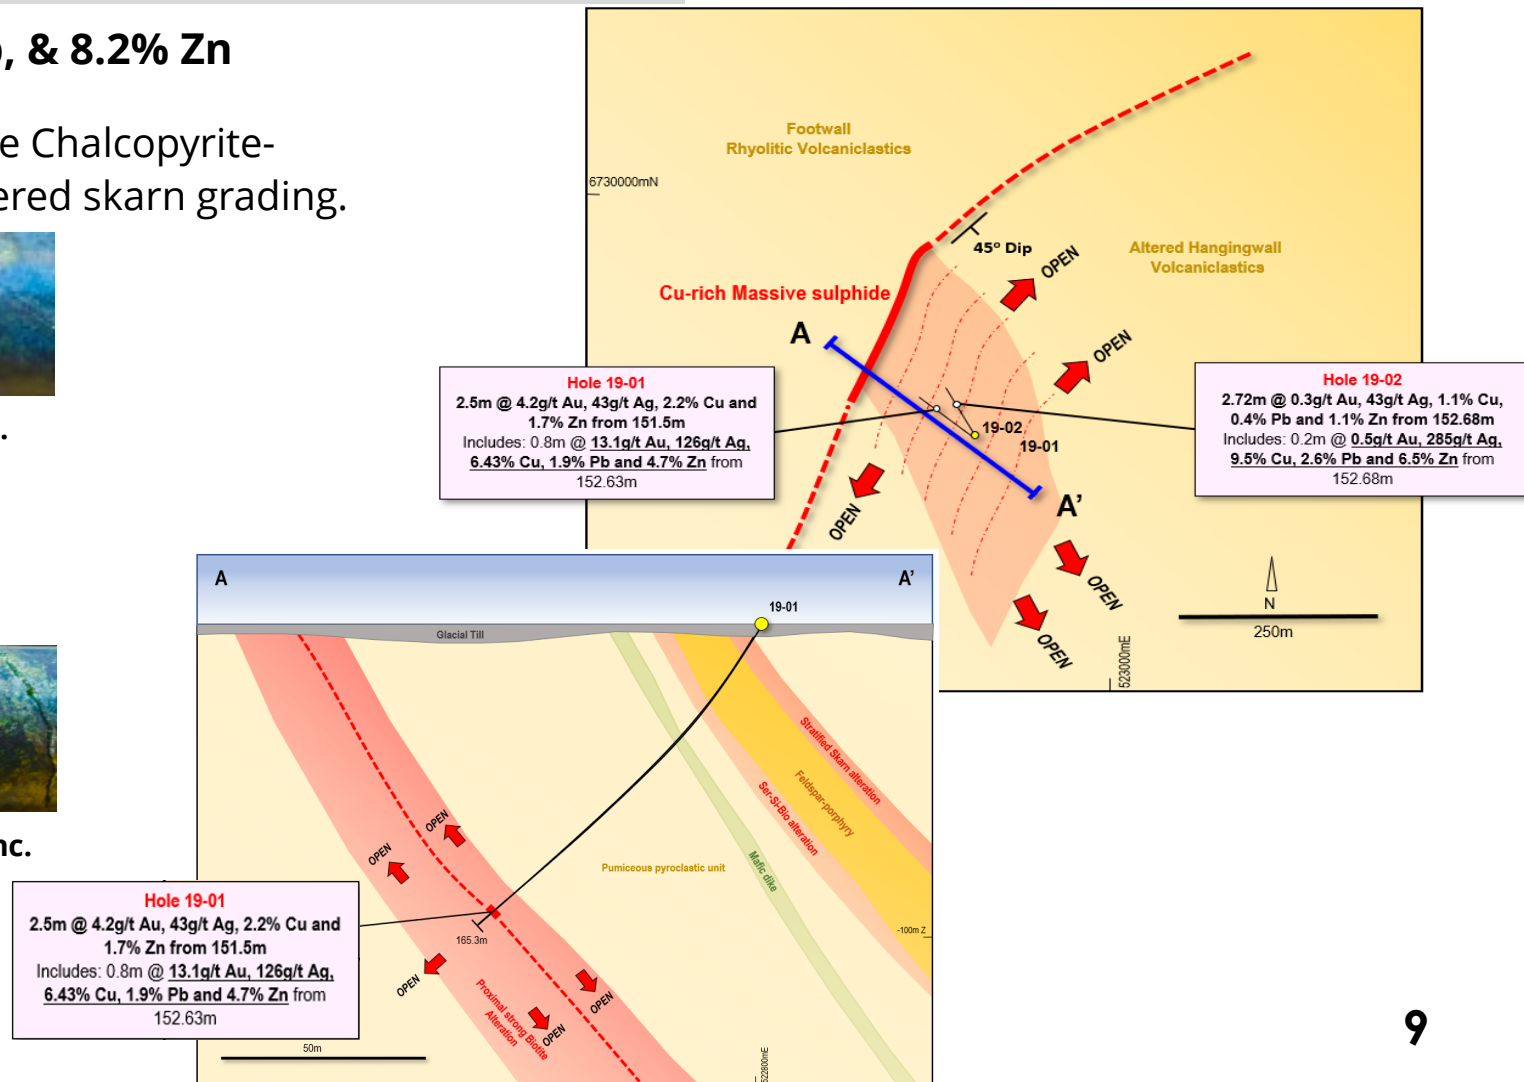 , & 8.2% Zn
e Chalcopyrite-
ered skarn grading.
.
nc.
Footwall
Rhyolitic Volcaniclastics
6730000mN
45º Dip
Altered Hangingwall
Volcaniclastics
OPEN
Cu-rich Massive sulphide
A
OPEN
Hole 19-01
2.5m @ 4.2g/t Au, 43g/t Ag, 2.2% Cu and
1.7% Zn from 151.5m
Includes: 0.8m @ 13.1g/t Au, 126g/t Ag,
6.43% Cu, 1.9% Pb and 4.7% Zn from
152.63m
Hole 19-02
2.72m @ 0.3g/t Au, 43g/t Ag, 1.1% Cu,
0.4% Pb and 1.1% Zn from 152.68m
Includes: 0.2m @ 0.5g/t Au, 285g/t Ag,
9.5% Cu, 2.6% Pb and 6.5% Zn from
152.68m
19-02
19-01
A’
OPEN
OPEN
OPEN
N
250m
523000mE
A
A’
19-01
Glacial Till
Stratified Skarn alteration
Feldspar-porphyry
Ser-Si-Bio alteration
Mafic dike
Pumiceous pyroclastic unit
OPEN
OPEN
-100m Z
165.3m
OPEN
OPEN
OPEN
Proximal strong Biotite
Alteration
Hole 19-01
2.5m @ 4.2g/t Au, 43g/t Ag, 2.2% Cu and
1.7% Zn from 151.5m
Includes: 0.8m @ 13.1g/t Au, 126g/t Ag,
6.43% Cu, 1.9% Pb and 4.7% Zn from
152.63m
50m
522800mE
9